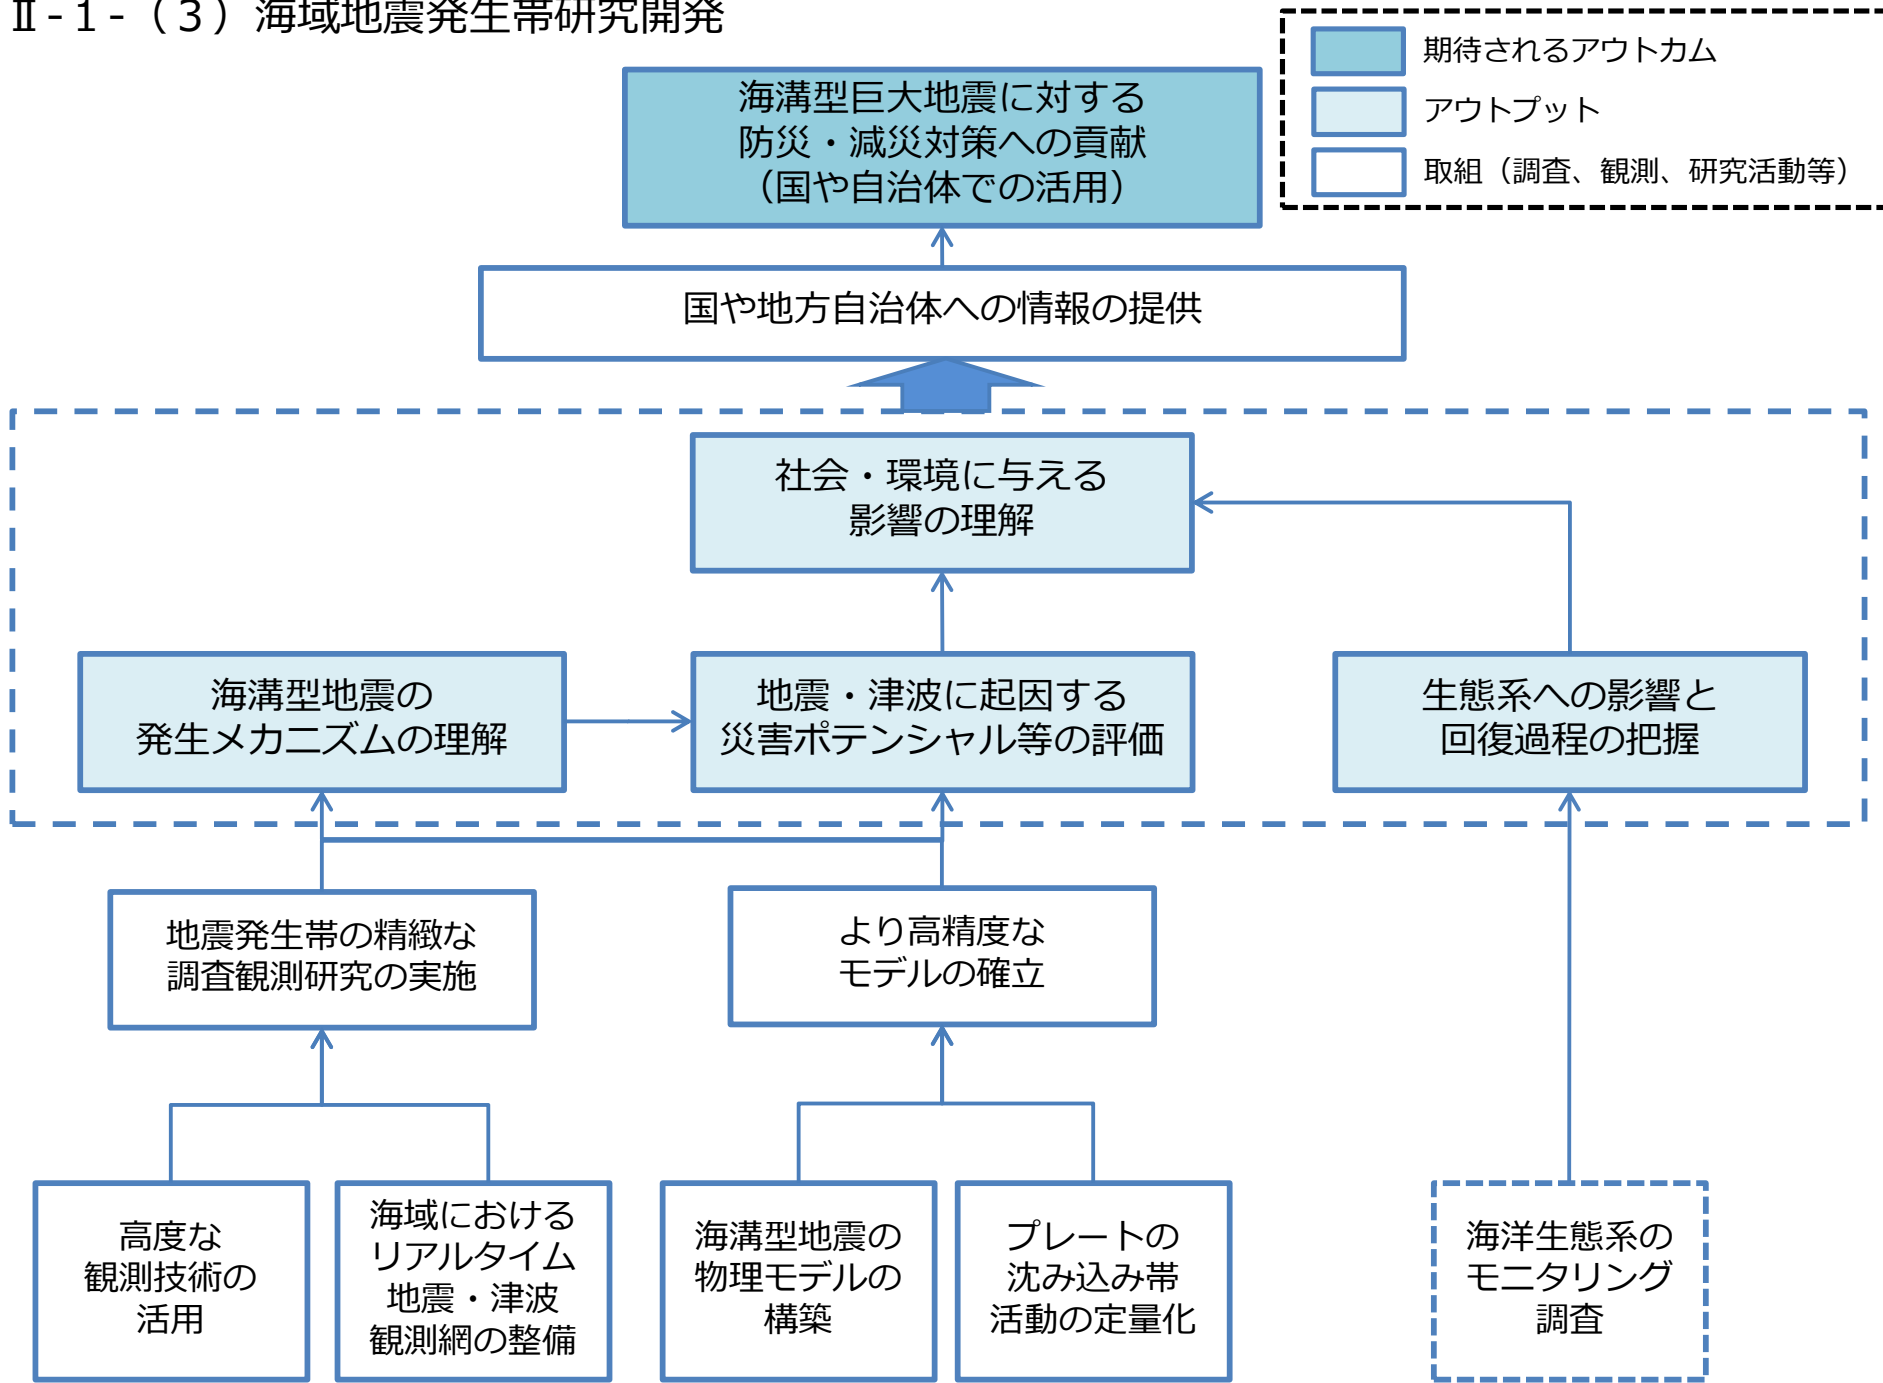 Ⅱ-１-（３）海域地震発生帯研究開発
期待されるアウトカム
アウトプット
取組（調査、観測、研究活動等）
海溝型巨大地震に対する
防災・減災対策への貢献
（国や自治体での活用）
国や地方自治体への情報の提供
社会・環境に与える
影響の理解
海溝型地震の
発生メカニズムの理解
地震・津波に起因する
災害ポテンシャル等の評価
生態系への影響と
回復過程の把握
地震発生帯の精緻な
調査観測研究の実施
より高精度な
モデルの確立
高度な
観測技術の
活用
海域における
リアルタイム
地震・津波
観測網の整備
海溝型地震の
物理モデルの
構築
プレートの
沈み込み帯
活動の定量化
海洋生態系の
モニタリング
調査